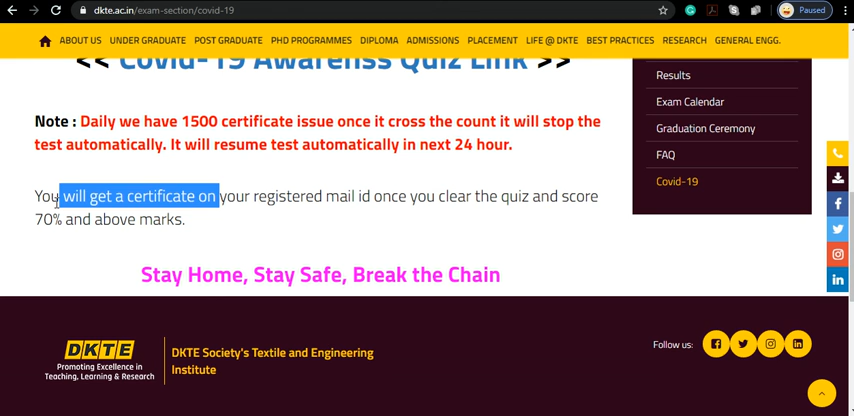 dkte.ac.in/exam-section/covid-19
Paused
ABOUT US UNDER GRADUATE POST GRADUATE PHD PROGRAMMES DIPLOMA ADMISSIONS PLACEMENT LIFE @ DKTE BEST PRACTICES RESEARCH GENERAL ENGG.
<< Covid-19 Awarenss Quiz Link >>
Note : Daily we have 1500 certificate issue once it cross the count it will stop the
test automatically. It will resume test automatically in next 24 hour.
You will get a certificate on your registered mail id once you clear the quiz and score
70% and above marks.
Stay Home, Stay Safe, Break the Chain
Results
Exam Calendar
Graduation Ceremony
FAQ
Covid-19
DKTE
Promoting Excellence in
Teaching, Learning & Research
DKTE Society's Textile and Engineering
Institute
Follow us: